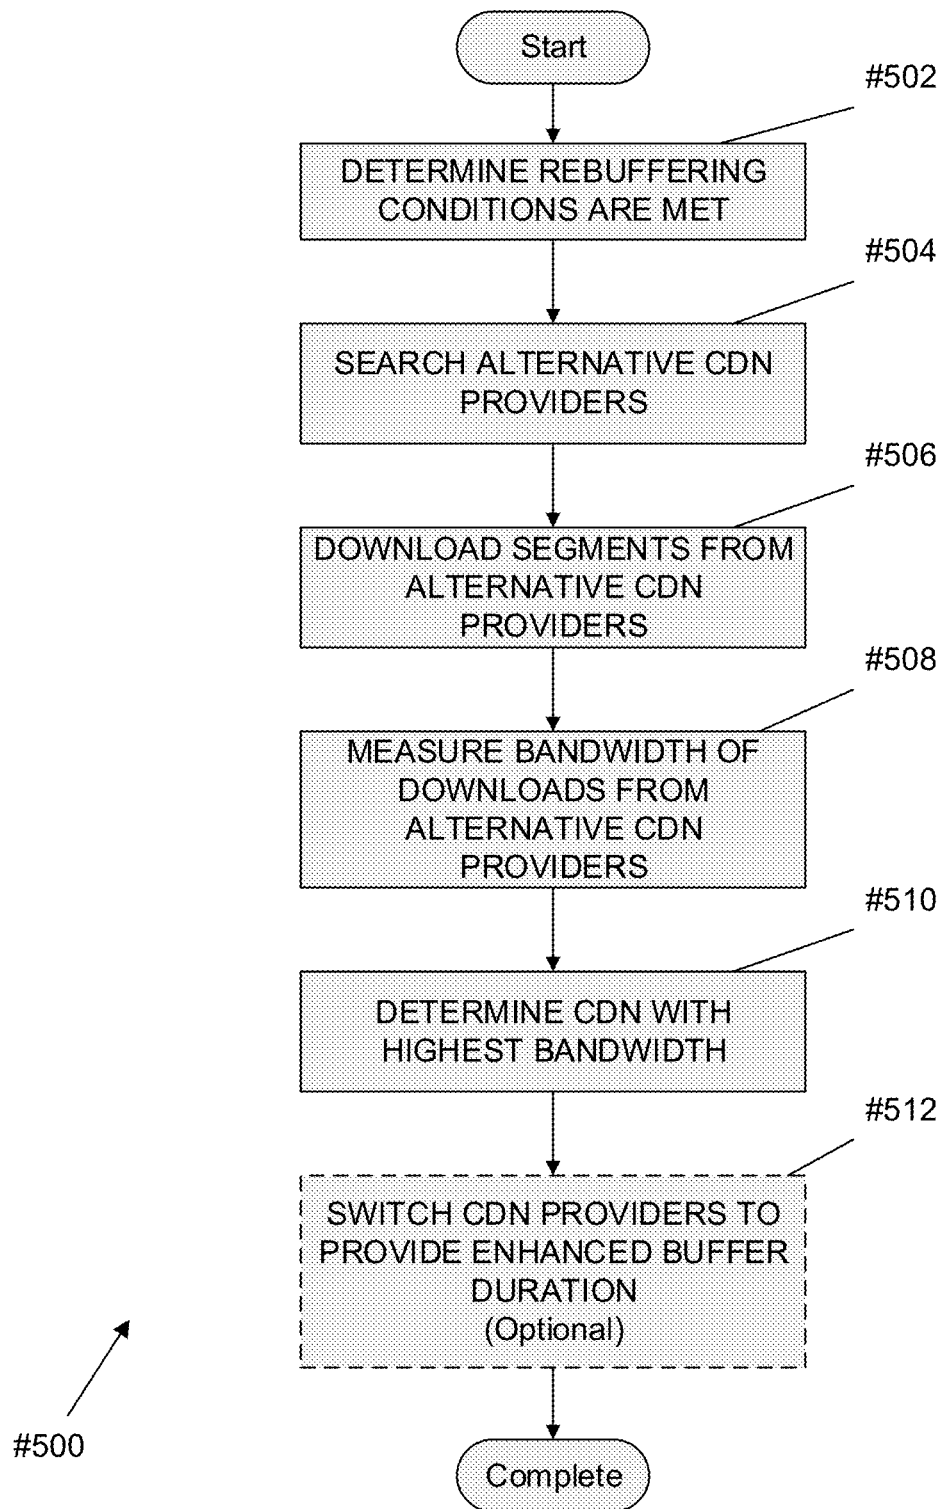 Start
#502
DETERMINE REBUFFERING
CONDITIONS ARE MET
#504
SEARCH ALTERNATIVE CDN
PROVIDERS
#506
DOWNLOAD SEGMENTS FROM
ALTERNATIVE CDN
PROVIDERS
#508
MEASURE BANDWIDTH OF
DOWNLOADS FROM
ALTERNATIVE CDN
PROVIDERS
#510
DETERMINE CDN WITH
HIGHEST BANDWIDTH
#512
SWITCH CDN PROVIDERS TO
PROVIDE ENHANCED BUFFER
DURATION
(Optional)
#500
Complete